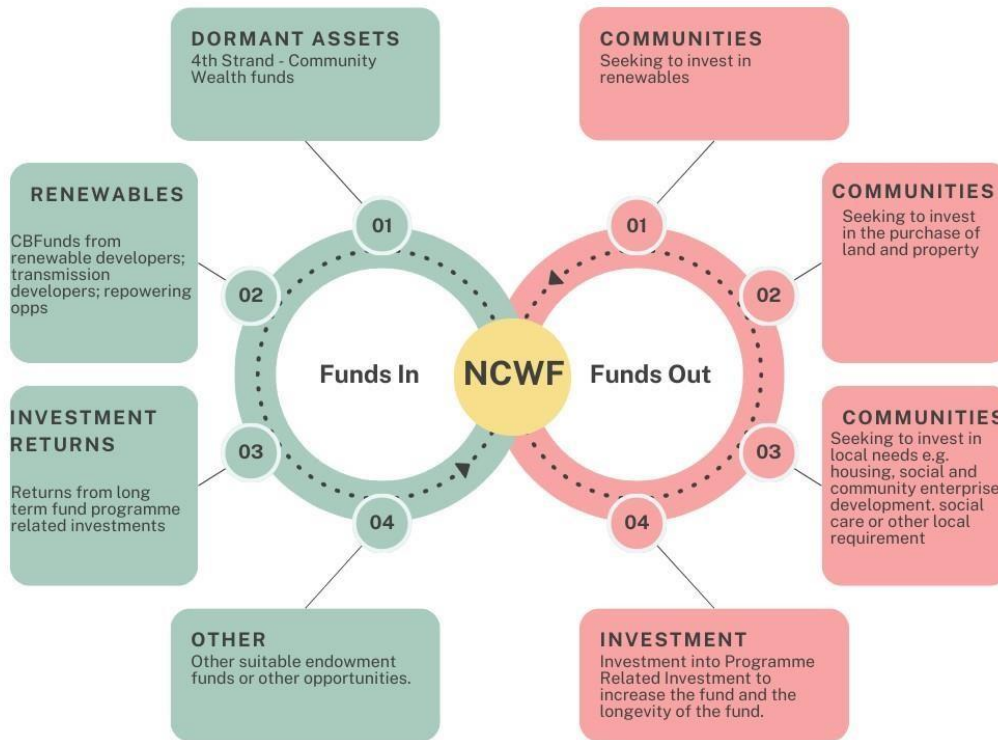 DORMANT ASSETS
4th Strand - Community
Wealth funds
COMMUNITIES
Seeking to invest in
renewables
RENEWABLES
CBFunds from
renewable developers;
transmission
developers; repowering
opps
COMMUNITIES
Seeking to invest
in the purchase of
land and property
01
02
03
04
Funds In
NCWF
Funds Out
01
02
03
04
INVESTMENT
RETURNS
Returns from long
term fund programme
related investments
COMMUNITIES
Seeking to invest in
local needs e.g.
housing, social and
community enterprise
development. social
care or other local
requirement
OTHER
Other suitable endowment
funds or other opportunities.
INVESTMENT
Investment into Programme
Related Investment to
increase the fund and the
longevity of the fund.